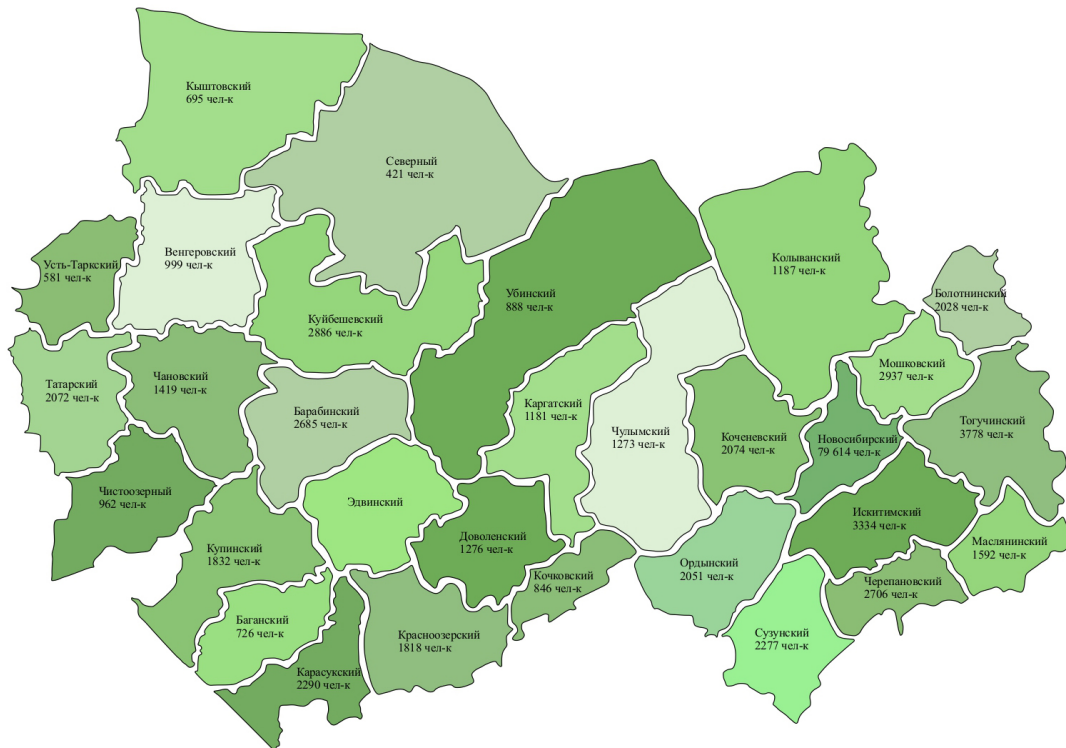 Кыштовский
695 чел-к
Северный
421 чел-к
Венгеровский
999 чел-к
Усть-Таркский
581 чел-к
Куйбешевский
2886 чел-к
Убинский
888 чел-к
Колыванский
1187 чел-к
Болотнинский
2028 чел-к
Татарский
2072 чел-к
Чановский
1419 чел-к
Барабинский
2685 чел-к
Каргатский
1181 чел-к
Чулымский
1273 чел-к
Коченевский
2074 чел-к
Новосибирский
79 614 чел-к
Мошковский
2937 чел-к
Тогучинский
3778 чел-к
Чистоозерный
962 чел-к
Эдвинский
Искитимский
3334 чел-к
Купинский
1832 чел-к
Доволенский
1276 чел-к
Кочковский
846 чел-к
Ордынский
2051 чел-к
Маслянинский
1592 чел-к
Черепановский
2706 чел-к
Баганский
726 чел-к
Красноозерский
1818 чел-к
Сузунский
2277 чел-к
Карасукский
2290 чел-к